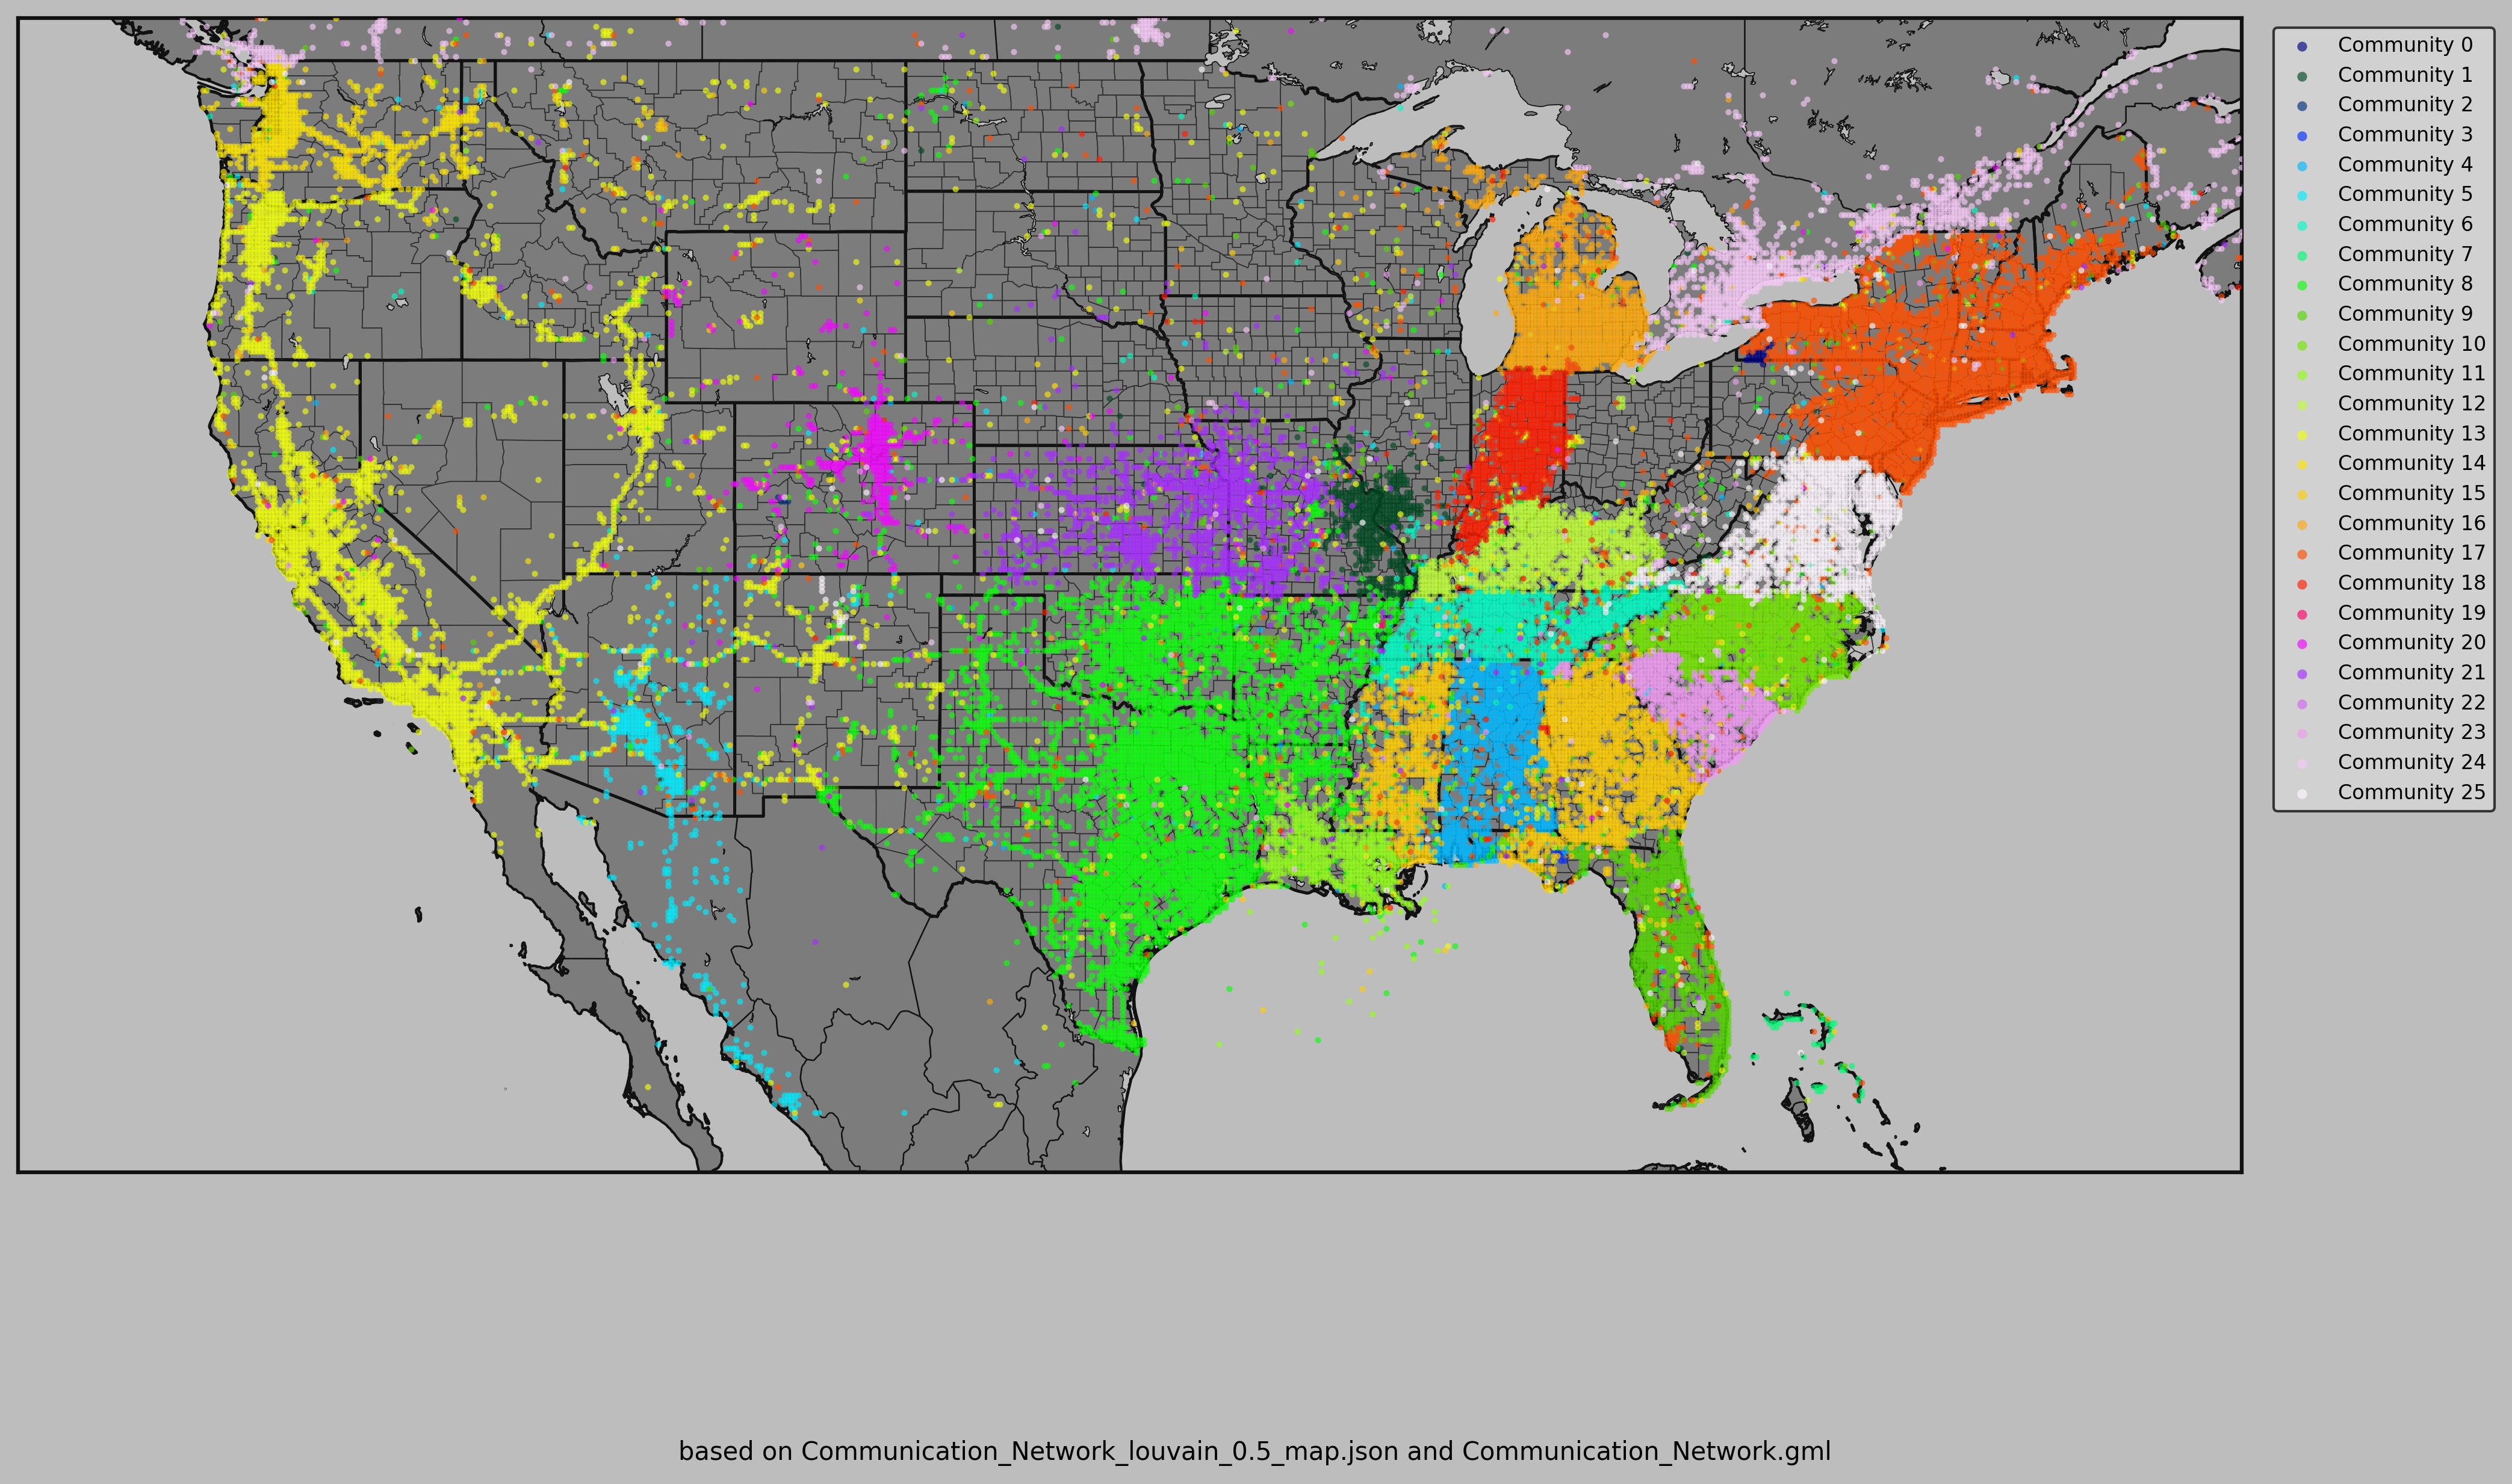 Community 0
Community 1
Community 2
Community 3
Community 4
Community 5
Community 6
Community 7
Community 8
Community 9
Community 10
Community 11
Community 12
Community 13
Community 14
Community 15
Community 16
Community 17
Community 18
Community 19
Community 20
Community 21
Community 22
Community 23
Community 24
Community 25
based on Communication_Network_louvain_0.5_map.json and Communication_Network.gml